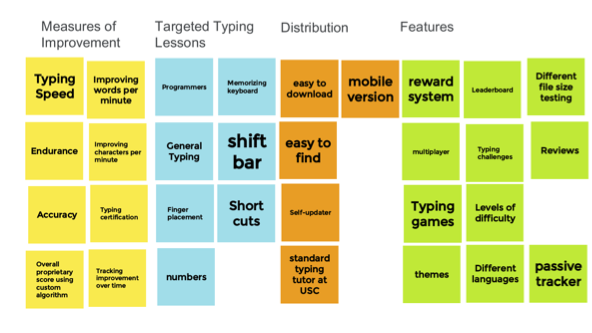 Measures of
Improvement
Targeted Typing
Lessons
Distribution
Features
Typing
Speed
Improving
words per
minute
Programmers
Memorizing
keyboard
easy to
download
mobile
version
reward
system
Leaderboard
Different
file size
testing
Endurance
Improving
characters per
minute
General
Typing
shift
bar
easy to
find
multiplayer
Typing
challenges
Reviews
Accuracy
Typing
certification
Finger
placement
Short
cuts
Self-updater
Typing
games
Levels of
difficulty
Overall
proprietary
score using
custom
algorithm
Tracking
improvement
over time
numbers
standard
typing
tutor at
USC
themes
Different
languages
passive
tracker